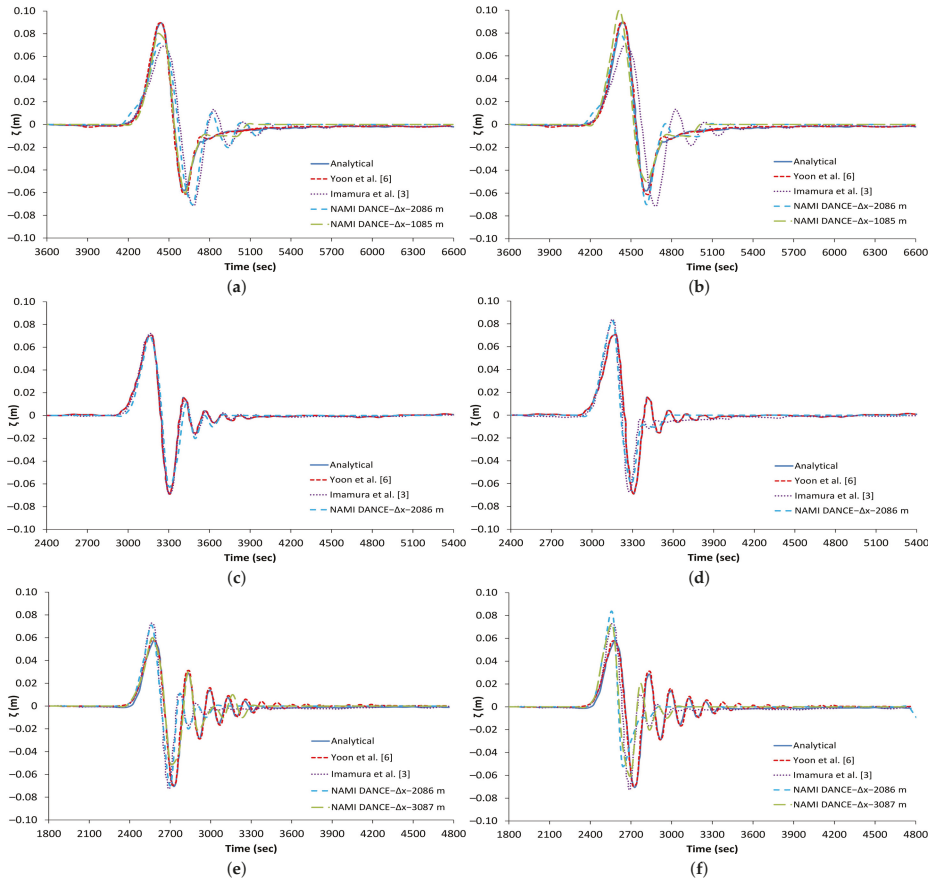 0.10
0.08
0.06
0.04
0.02
0
−0.02
−0.04
−0.06
−0.08
−0.10
ζ (m)
Analytical
Yoon et al. [6]
Imamura et al. [3]
NAMI DANCE−Δx−2086 m
NAMI DANCE−Δx−1085 m
3600 3900 4200 4500 4800 5100 5400 5700 6000 6300 6600
Time (sec)
(a)
0.10
0.08
0.06
0.04
0.02
0
−0.02
−0.04
−0.06
−0.08
−0.10
ζ (m)
Analytical
Yoon et al. [6]
Imamura et al. [3]
NAMI DANCE−Δx−2086 m
NAMI DANCE−Δx−1085 m
3600 3900 4200 4500 4800 5100 5400 5700 6000 6300 6600
Time (sec)
(b)
0.10
0.08
0.06
0.04
0.02
0
−0.02
−0.04
−0.06
−0.08
−0.10
ζ (m)
Analytical
Yoon et al. [6]
Imamura et al. [3]
NAMI DANCE−Δx−2086 m
2400 2700 3000 3300 3600 3900 4200 4500 4800 5100 5400
Time (sec)
(c)
0.10
0.08
0.06
0.04
0.02
0
−0.02
−0.04
−0.06
−0.08
−0.10
ζ (m)
Analytical
Yoon et al. [6]
Imamura et al. [3]
NAMI DANCE−Δx−2086 m
2400 2700 3000 3300 3600 3900 4200 4500 4800 5100 5400
Time (sec)
(d)
0.10
0.08
0.06
0.04
0.02
0
−0.02
−0.04
−0.06
−0.08
−0.10
ζ (m)
Analytical
Yoon et al. [6]
Imamura et al. [3]
NAMI DANCE−Δx−2086 m
NAMI DANCE−Δx−3087 m
1800 2100 2400 2700 3000 3300 3600 3900 4200 4500 4800
Time (sec)
(e)
0.10
0.08
0.06
0.04
0.02
0
−0.02
−0.04
−0.06
−0.08
−0.10
ζ (m)
Analytical
Yoon et al. [6]
Imamura et al. [3]
NAMI DANCE−Δx−2086 m
NAMI DANCE−Δx−3087 m
1800 2100 2400 2700 3000 3300 3600 3900 4200 4500 4800
Time (sec)
(f)